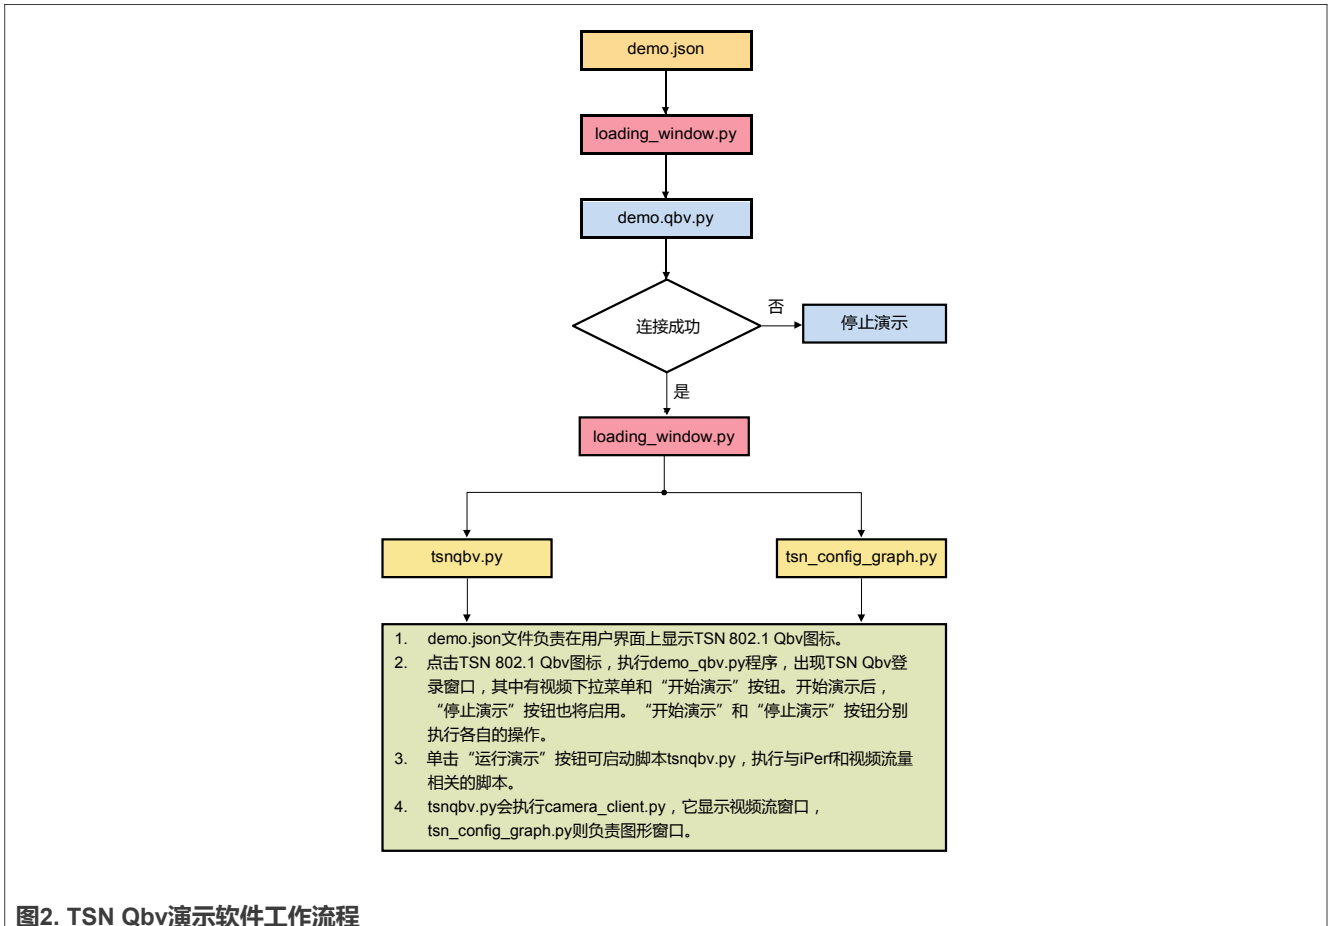 demo.json
loading_window.py
demo.qbv.py
连接成功
否
停止演示
是
loading_window.py
tsnqbv.py
tsn_config_graph.py
1. demo.json文件负责在用户界面上显示TSN 802.1 Qbv图标。
2. 点击TSN 802.1 Qbv图标，执行demo_qbv.py程序，出现TSN Qbv登
录窗口，其中有视频下拉菜单和“开始演示”按钮。开始演示后，
“停止演示”按钮也将启用。“开始演示”和“停止演示”按钮分别
执行各自的操作。
3. 单击“运行演示”按钮可启动脚本tsnqbv.py，执行与iPerf和视频流量
相关的脚本。
4. tsnqbv.py会执行camera_client.py，它显示视频流窗口，
tsn_config_graph.py则负责图形窗口。
图2. TSN Qbv演示软件工作流程